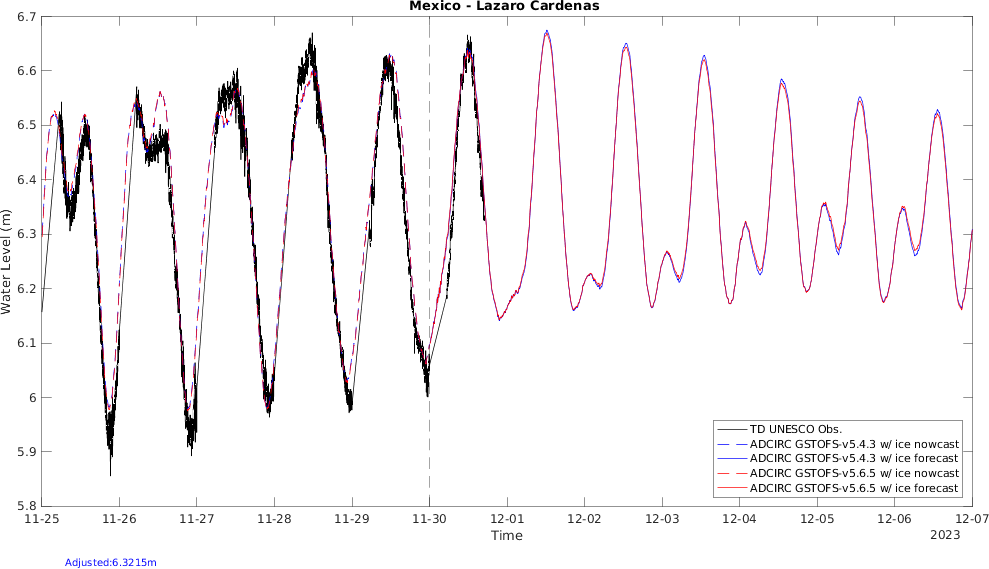 Mexico - Lazaro Cardenas
6.7
6.6
6.5
6.4
6.3
6.2
6.1
6
5.9
5.8
Water Level (m)
TD UNESCO Obs.
ADCIRC GSTOFS-v5.4.3 w/ ice nowcast
ADCIRC GSTOFS-v5.4.3 w/ ice forecast
ADCIRC GSTOFS-v5.6.5 w/ ice nowcast
ADCIRC GSTOFS-v5.6.5 w/ ice forecast
11-25 11-26 11-27 11-28 11-29 11-30 12-01 12-02 12-03 12-04 12-05 12-06 12-07
Time
2023
Adjusted:6.3215m